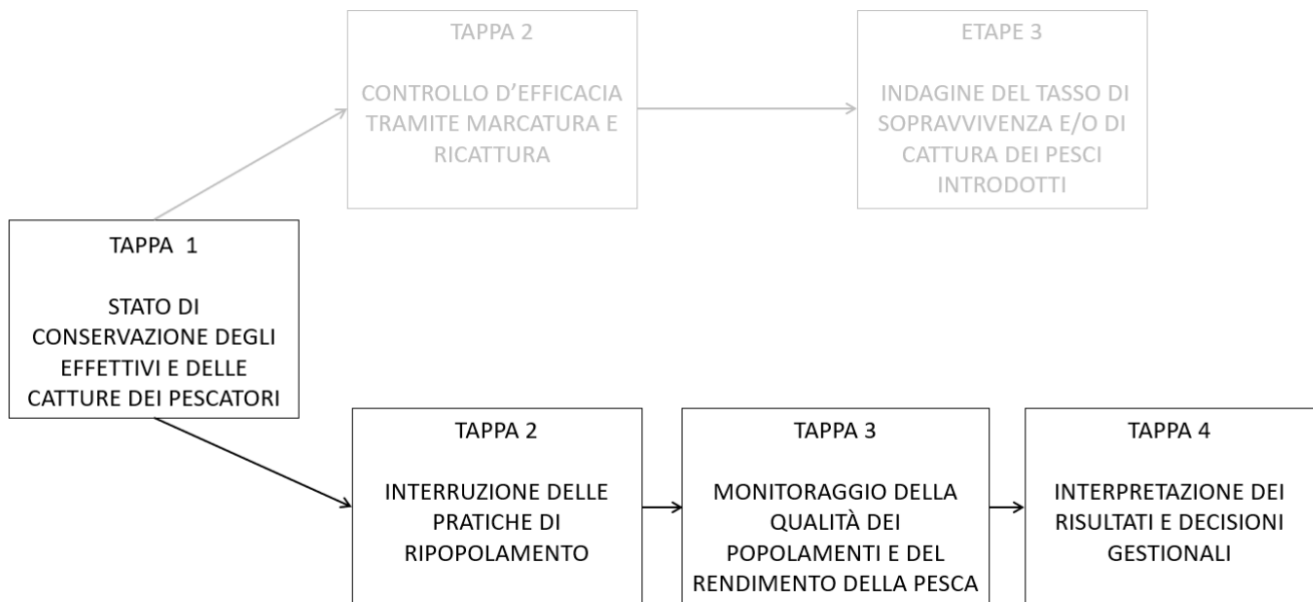 TAPPA 2
CONTROLLO D’EFFICACIA
TRAMITE MARCATURA E
RICATTURA
ETAPE 3
INDAGINE DEL TASSO DI
SOPRAVVIVENZA E/O DI
CATTURA DEI PESCI
INTRODOTTI
TAPPA 1
STATO DI
CONSERVAZIONE DEGLI
EFFETTIVI E DELLE
CATTURE DEI PESCATORI
TAPPA 2
INTERRUZIONE DELLE
PRATICHE DI
RIPOPOLAMENTO
TAPPA 3
MONITORAGGIO DELLA
QUALITÀ DEI
POPOLAMENTI E DEL
RENDIMENTO DELLA PESCA
TAPPA 4
INTERPRETAZIONE DEI
RISULTATI E DECISIONI
GESTIONALI